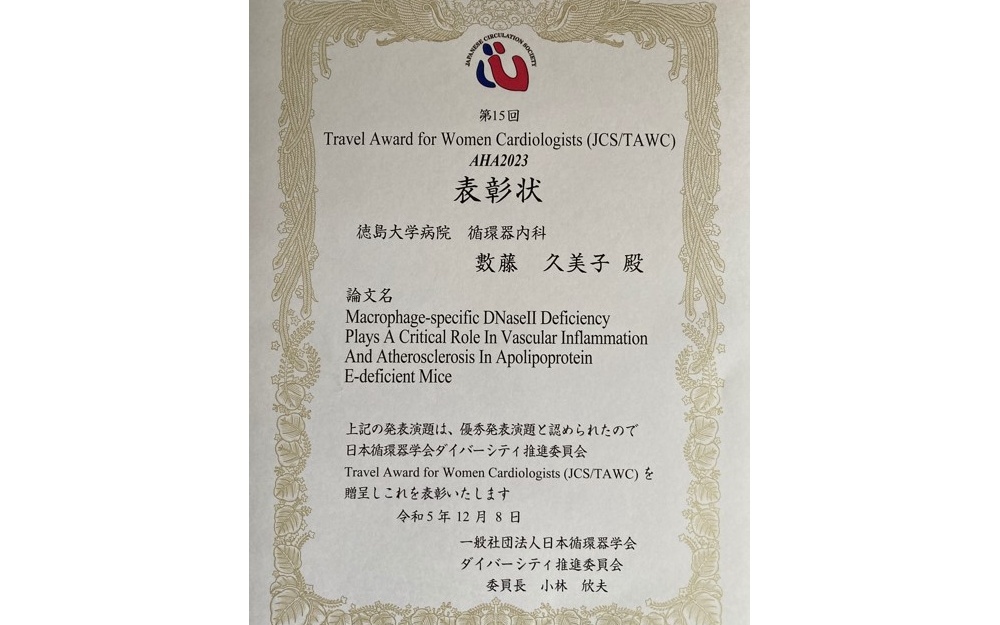 JAPANESE CIRCULATION SOCIETY
第15回
Travel Award for Women Cardiologists (JCS/TAWC)
AHA2023
表彰状
徳島大学病院　循環器内科
數藤　久美子 殿
論文名
Macrophage-specific DNaseII Deficiency
Plays A Critical Role In Vascular Inflammation
And Atherosclerosis In Apolipoprotein
E-deficient Mice
上記の発表演題は、優秀発表演題と認められたので
日本循環器学会ダイバーシティ推進委員会
Travel Award for Women Cardiologists (JCS/TAWC) を
贈呈しこれを表彰いたします
令和5年 12月 8日
一般社団法人日本循環器学会
ダイバーシティ推進委員会
委員長　小林　欣夫